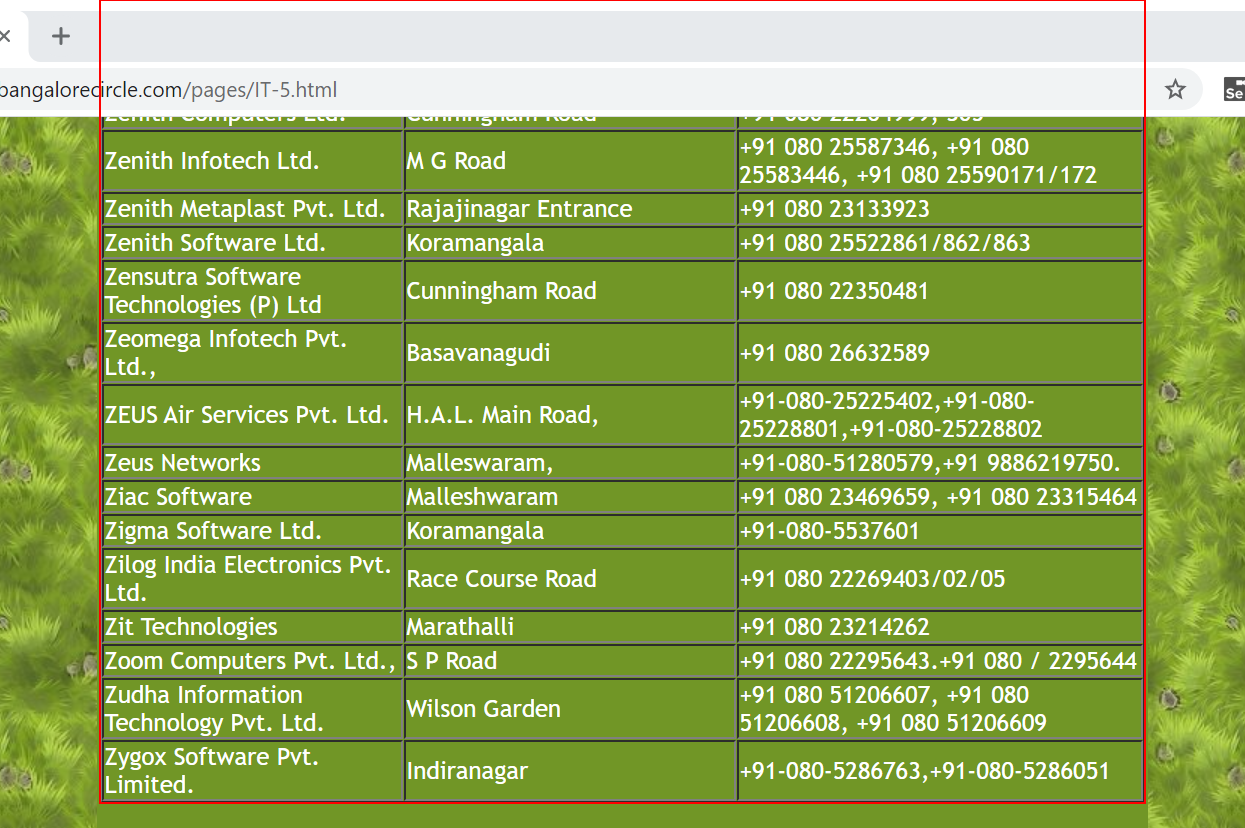 bangalorecircle.com/pages/IT-5.html
Se
Zenith Computers Ltd. Cunningham Road
Zenith Infotech Ltd. M G Road +91 080 25587346, +91 080
25583446, +91 080 25590171/172
Zenith Metaplast Pvt. Ltd. Rajajinagar Entrance +91 080 23133923
Zenith Software Ltd. Koramangala +91 080 25522861/862/863
Zensutra Software
Technologies (P) Ltd Cunningham Road +91 080 22350481
Zeomega Infotech Pvt.
Ltd., Basavanagudi +91 080 26632589
ZEUS Air Services Pvt. Ltd. H.A.L. Main Road, +91-080-25225402,+91-080-
25228801,+91-080-25228802
Zeus Networks Malleswaram, +91-080-51280579,+91 9886219750.
Ziac Software Malleshwaram +91 080 23469659, +91 080 23315464
Zigma Software Ltd. Koramangala +91-080-5537601
Zilog India Electronics Pvt.
Ltd. Race Course Road +91 080 22269403/02/05
Zit Technologies Marathalli +91 080 23214262
Zoom Computers Pvt. Ltd., S P Road +91 080 22295643.+91 080 / 2295644
Zudha Information
Technology Pvt. Ltd. Wilson Garden +91 080 51206607, +91 080
51206608, +91 080 51206609
Zygox Software Pvt.
Limited. Indiranagar +91-080-5286763,+91-080-5286051